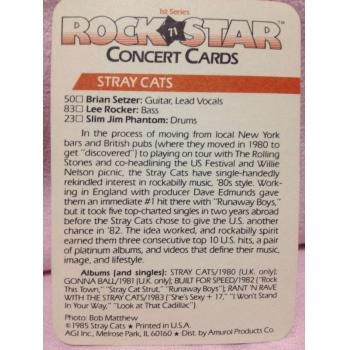 1st Series
ROCK 71 STAR™
CONCERT CARDS
STRAY CATS
50☐ Brian Setzer: Guitar, Lead Vocals
83☐ Lee Rocker: Bass
23☐ Slim Jim Phantom: Drums
In the process of moving from local New York
bars and British pubs (where they moved in 1980 to
get "discovered") to playing on tour with The Rolling
Stones and co-headlining the US Festival and Willie
Nelson picnic, the Stray Cats have single-handedly
rekindled interest in rockabilly music, '80s style. Work-
ing in England with producer Dave Edmunds gave
them an immediate #1 hit there with "Runaway Boys,"
but it took five top-charted singles in two years abroad
before the Stray Cats chose to give the U.S. another
chance in '82. The idea worked, and rockabilly spirit
earned them three consecutive top 10 U.S. hits, a pair
of platinum albums, and videos that define their music,
image, and lifestyle.
Albums (and singles): STRAY CATS/1980 (U.K. only);
GONNA BALL/1981 (U.K. only); BUILT FOR SPEED/1982 ("Rock
This Town," "Stray Cat Strut," "Runaway Boys"); RANT 'N RAVE
WITH THE STRAY CATS/1983 ("She's Sexy + 17," "I Won't Stand
In Your Way," "Look at That Cadillac").
Photo: Bob Matthew
©1985 Stray Cats ★ Printed in U.S.A.
AGI Inc., Melrose Park, IL 60160 ★ Dist. by Amurol Products Co.